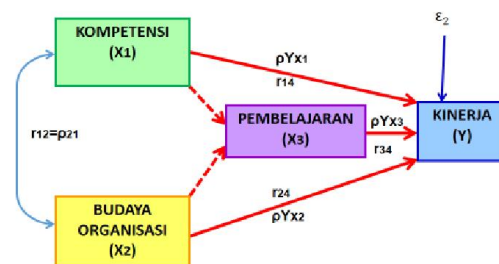 KOMPETENSI
(X1)
ρYX1
r14
ε2
r12=ρ21
PEMBELAJARAN
(X3)
ρYX3
r34
KINERJA
(Y)
BUDAYA
ORGANISASI
(X2)
r24
ρYX2